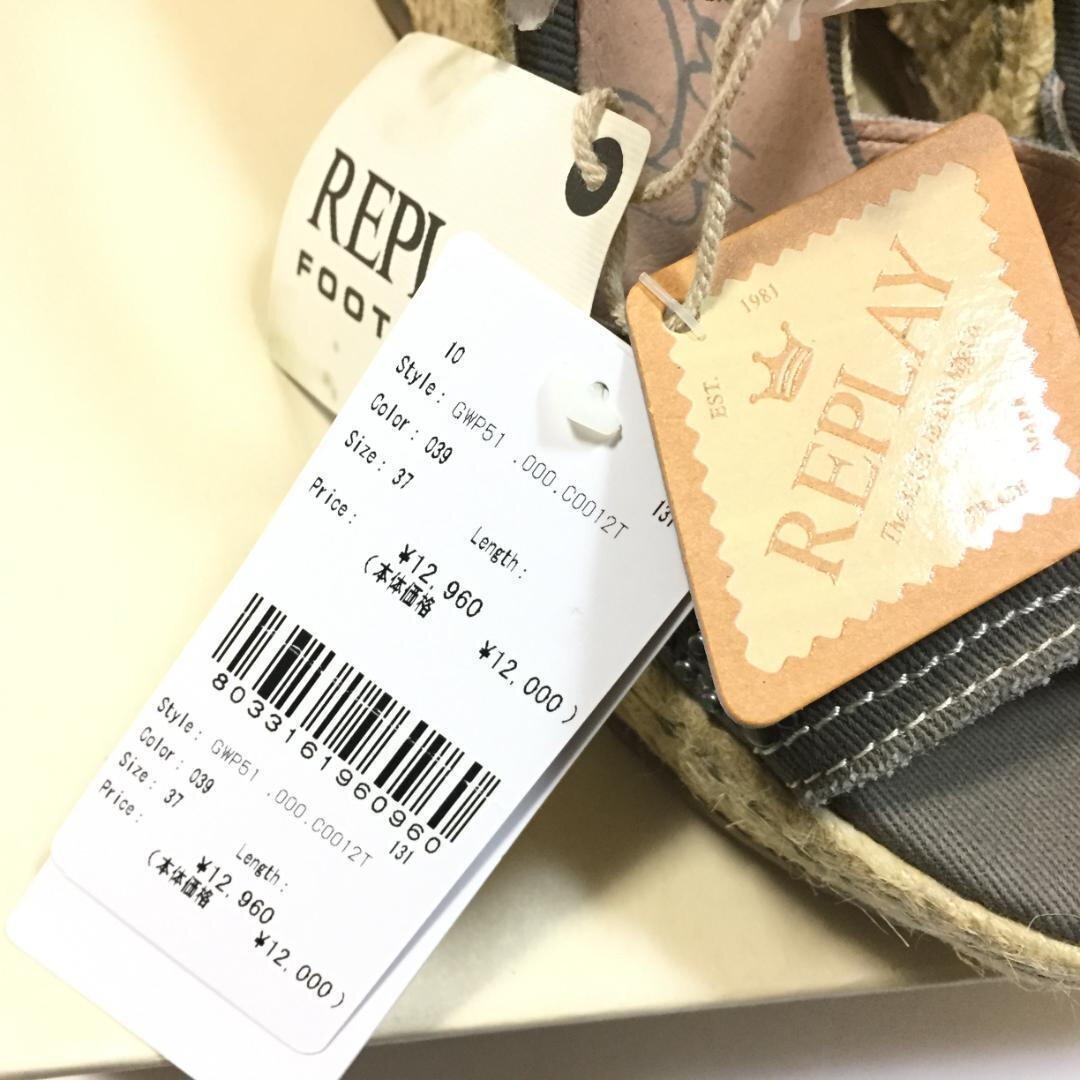 REPL
FOOT
10
Style: GWP51 .000.C0012T
Color: 039
131
Size: 37
Length:
Price:
¥12,960
(本体価格 ¥12,000)
8033161960960
Style: GWP51 .000.C0012T
Color: 039
131
Size: 37
Length:
Price:
¥12,960
(本体価格 ¥12,000)
EST. 1981
REPLAY